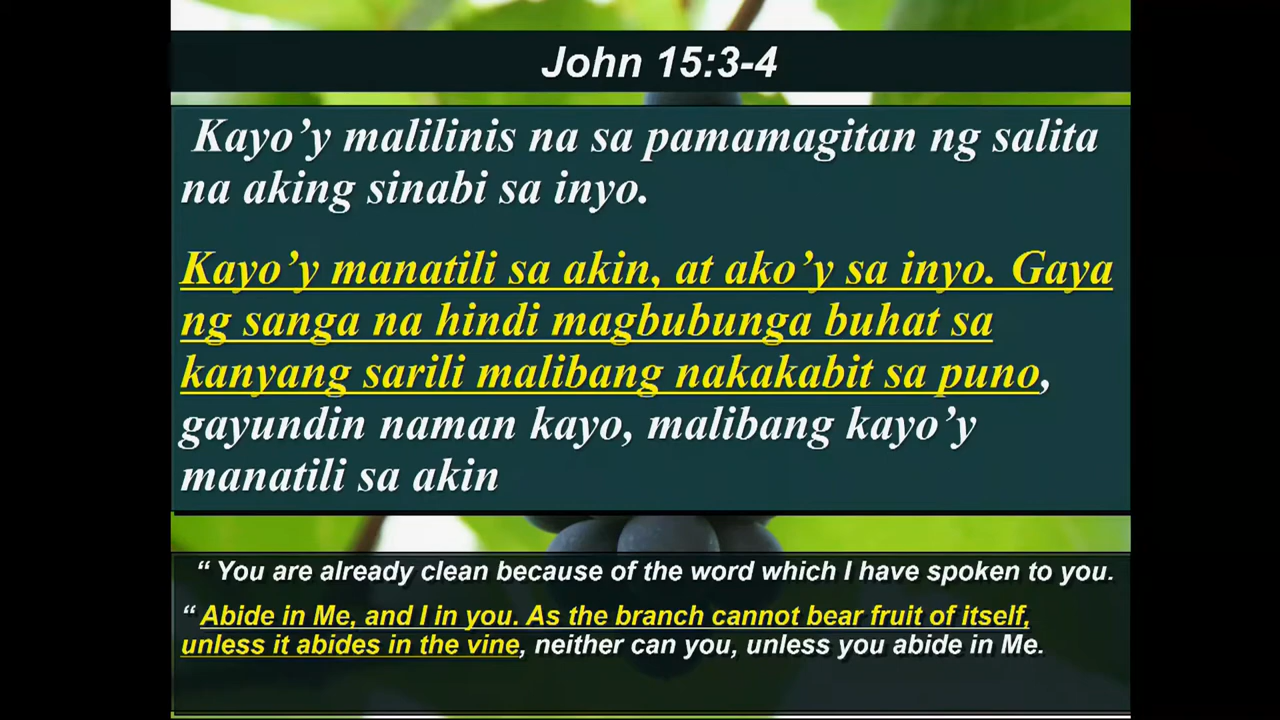 John 15:3-4
Kayo’y malilinis na sa pamamagitan ng salita
na aking sinabi sa inyo.
Kayo’y manatili sa akin, at ako’y sa inyo. Gaya
ng sanga na hindi magbubunga buhat sa
kanyang sarili malibang nakakabit sa puno,
gayundin naman kayo, malibang kayo’y
manatili sa akin
“ You are already clean because of the word which I have spoken to you.
“ Abide in Me, and I in you. As the branch cannot bear fruit of itself,
unless it abides in the vine, neither can you, unless you abide in Me.